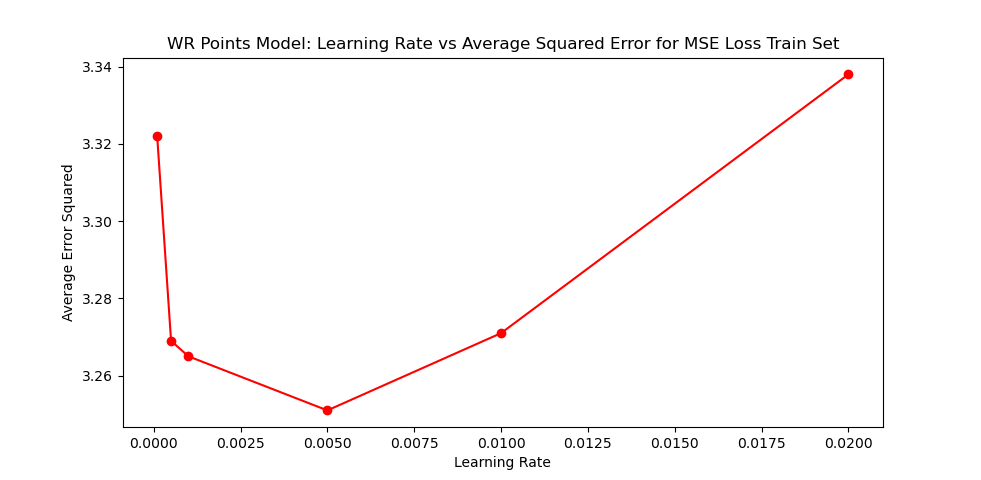 WR Points Model: Learning Rate vs Average Squared Error for MSE Loss Train Set
3.34
3.32
3.30
3.28
3.26
Average Error Squared
0.0000 0.0025 0.0050 0.0075 0.0100 0.0125 0.0150 0.0175 0.0200
Learning Rate